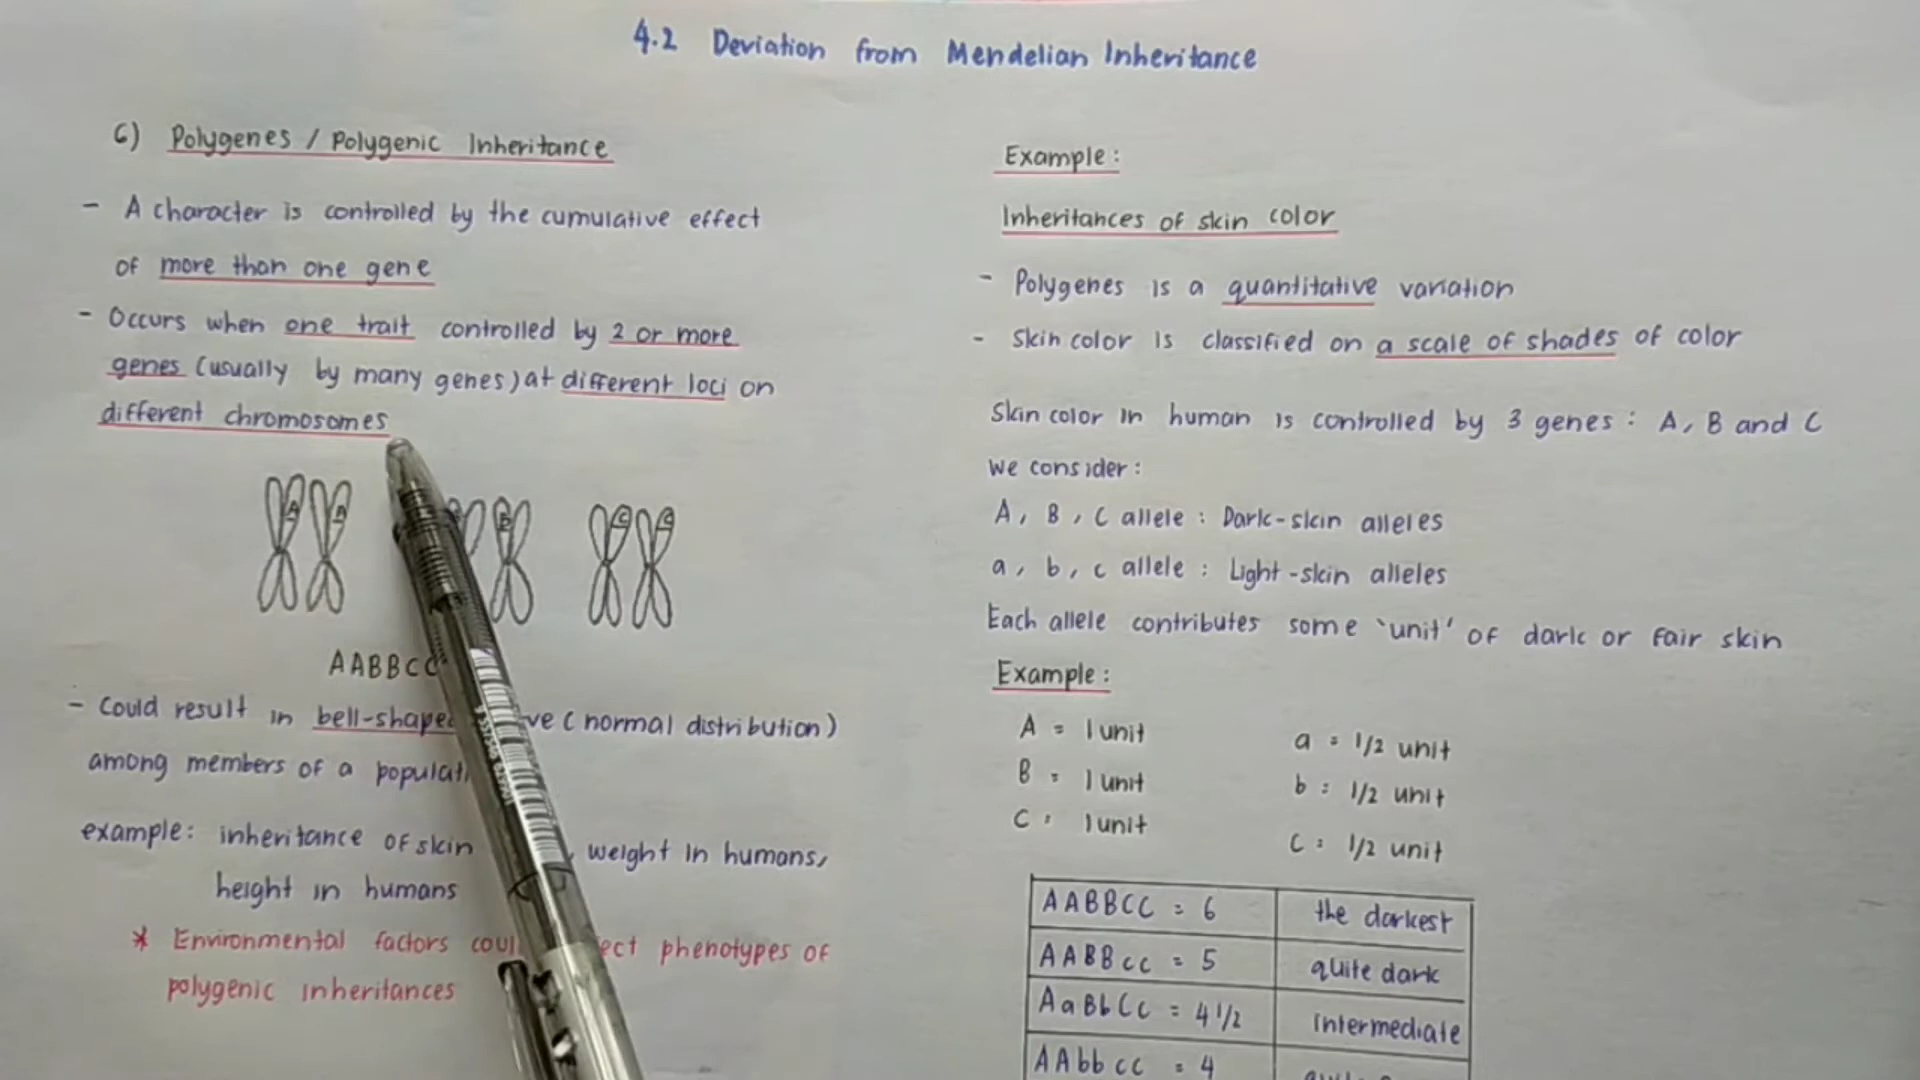 4.2 Deviation from Mendelian Inheritance
6) Polygenes / Polygenic Inheritance
- A character is controlled by the cumulative effect
of more than one gene
- Occurs when one trait controlled by 2 or more
genes (usually by many genes) at different loci on
different chromosomes
A A B C C
AABBCC
- Could result in bell-shaped (normal distribution)
among members of a
example: inheritance of skin , weight in humans,
height in humans
* Environmental factors phenotypes of
polygenic inheritances
Example:
Inheritances of skin color
- Polygenes is a quantitative variation
- Skin color is classified on a scale of shades of color
Skin color in human is controlled by 3 genes: A, B and C
we consider:
A, B, C allele : Dark-skin alleles
a, b, c allele : Light-skin alleles
Each allele contributes some 'unit' of dark or fair skin
Example:
A = 1 unit a = 1/2 unit
B = 1 unit b = 1/2 unit
C = 1 unit c = 1/2 unit
AABBCC = 6 the darkest
AABBcc = 5 quite dark
AaBbCc = 4 1/2 intermediate
AAbbcc = 4